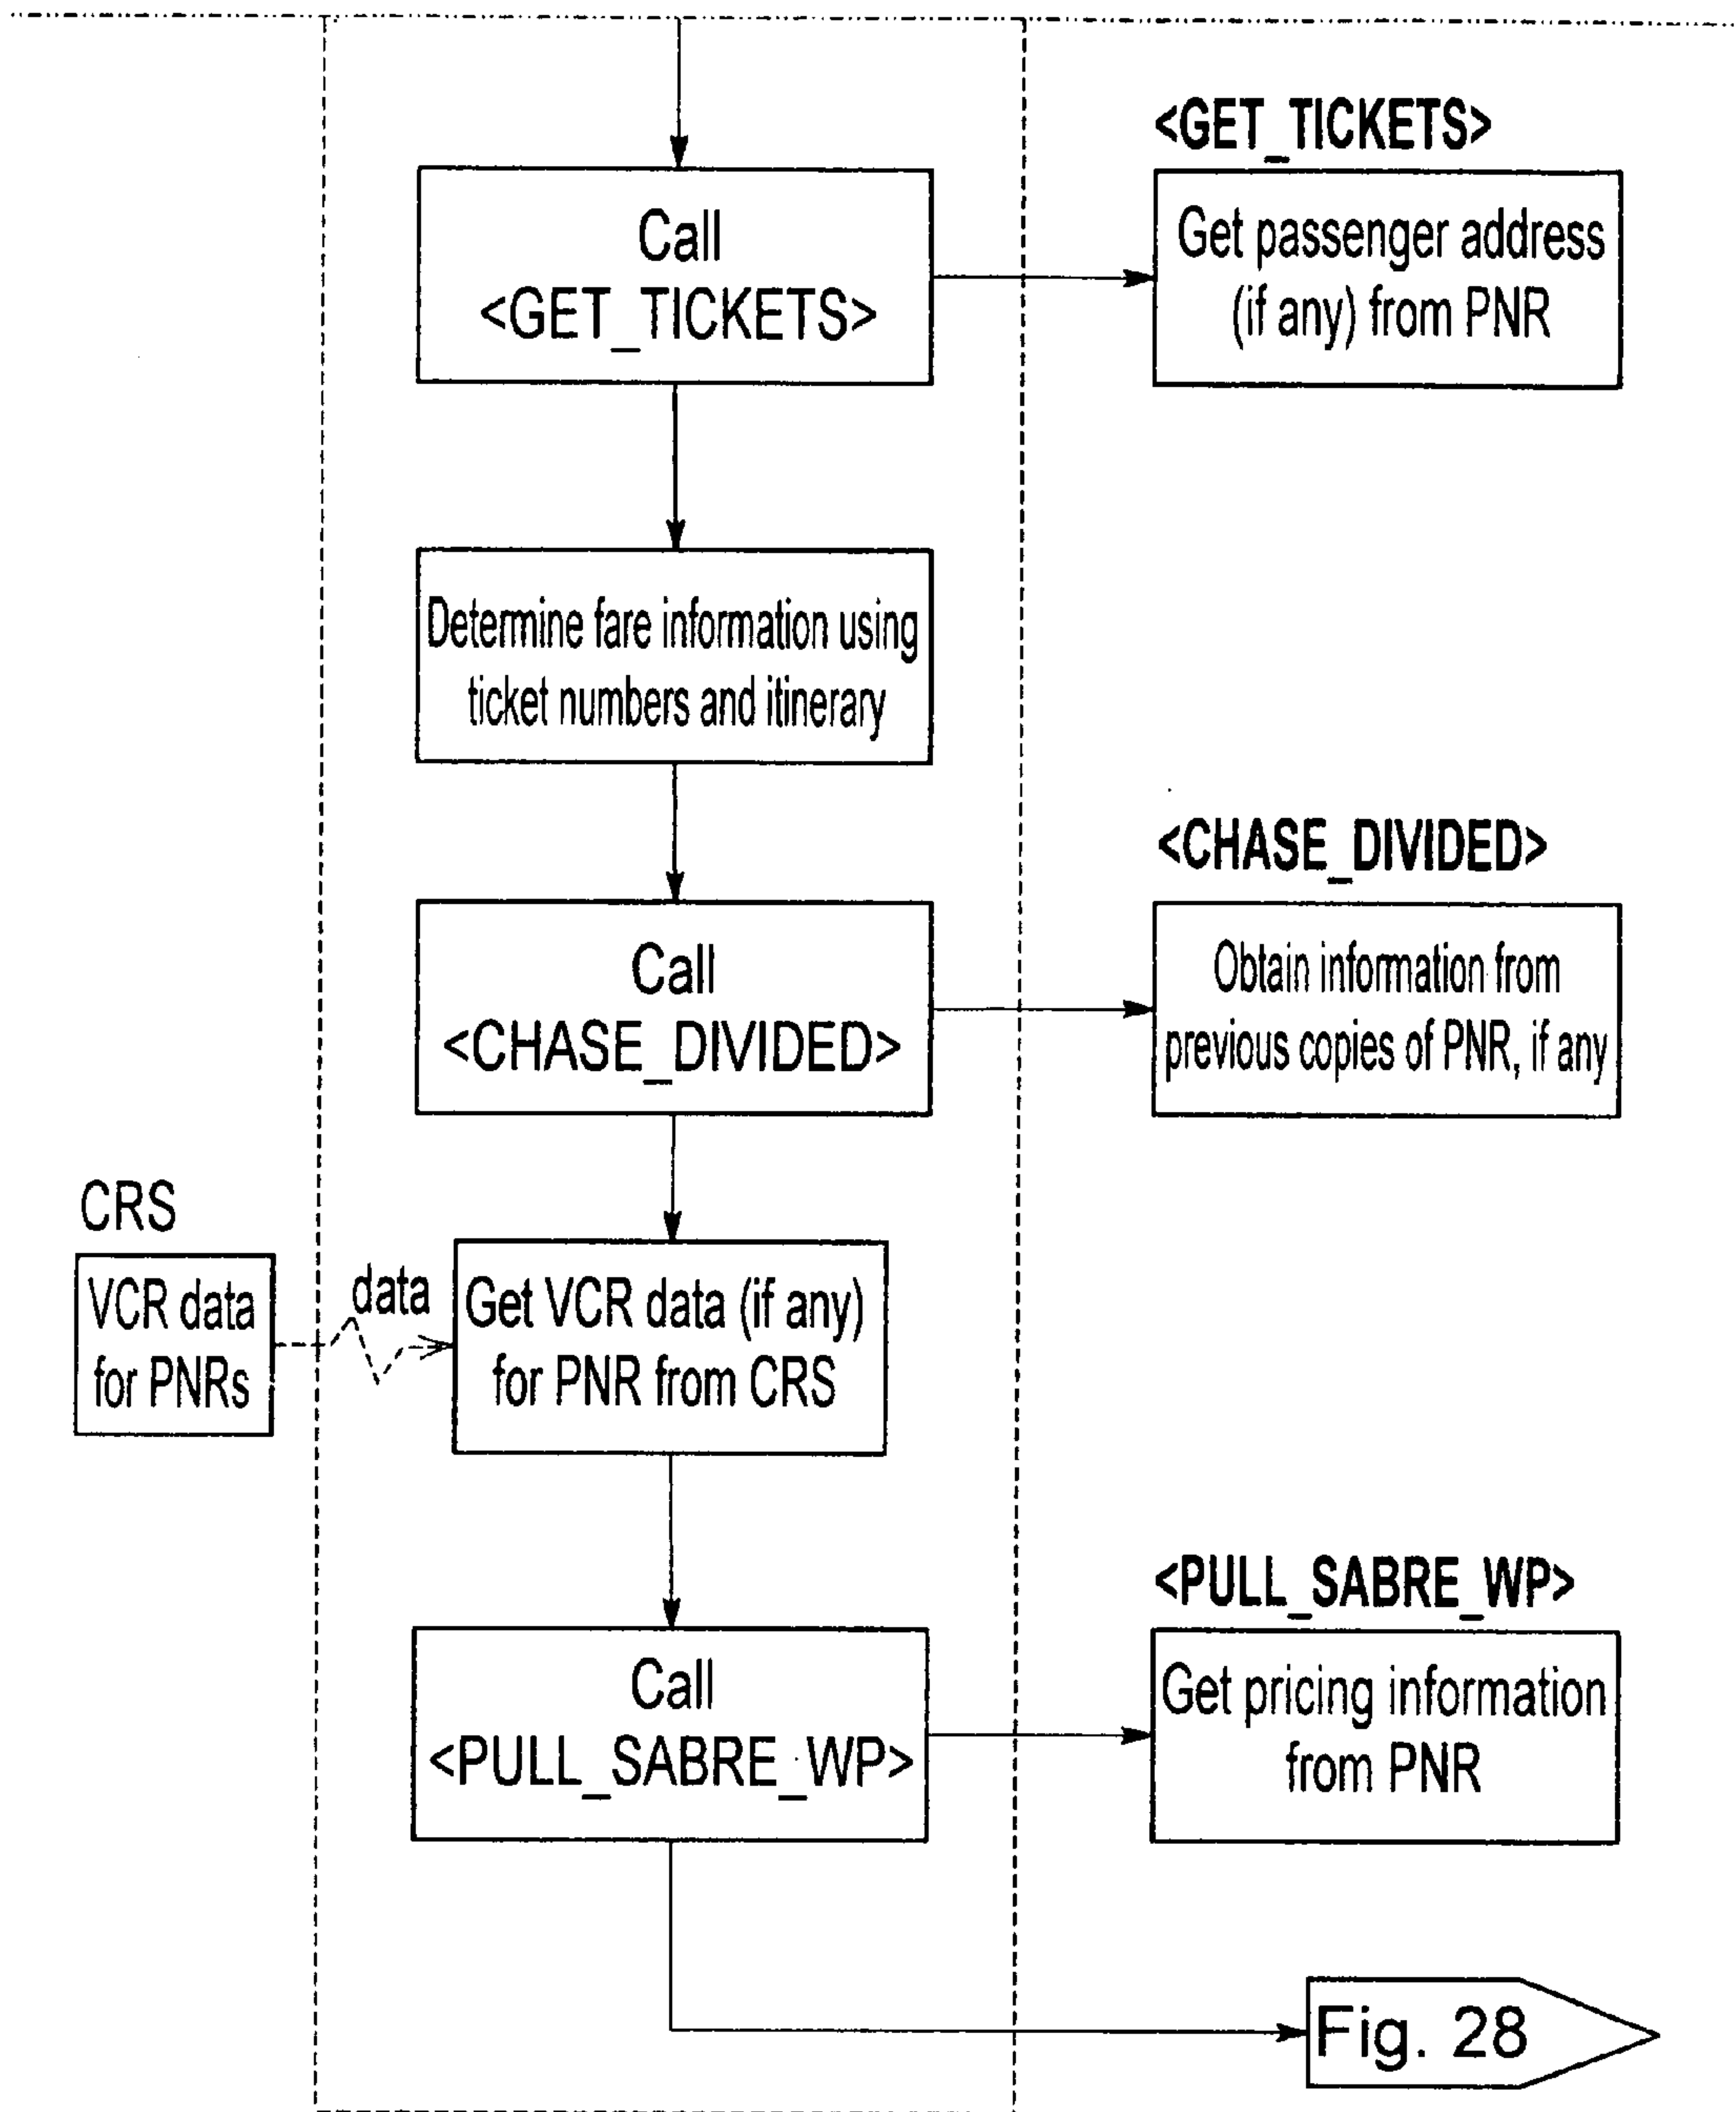 Call
<GET_TICKETS>
<GET_TICKETS>
Get passenger address
(if any) from PNR
Determine fare information using
ticket numbers and itinerary
Call
<CHASE_DIVIDED>
<CHASE_DIVIDED>
Obtain information from
previous copies of PNR, if any
CRS
VCR data
for PNRs
data
Get VCR data (if any)
for PNR from CRS
Call
<PULL_SABRE_WP>
<PULL_SABRE_WP>
Get pricing information
from PNR
Fig. 28